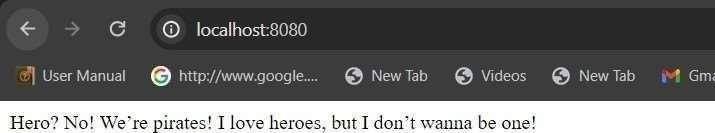 localhost:8080
User Manual http://www.google.... New Tab Videos New Tab
Hero? No! We’re pirates! I love heroes, but I don’t wanna be one!